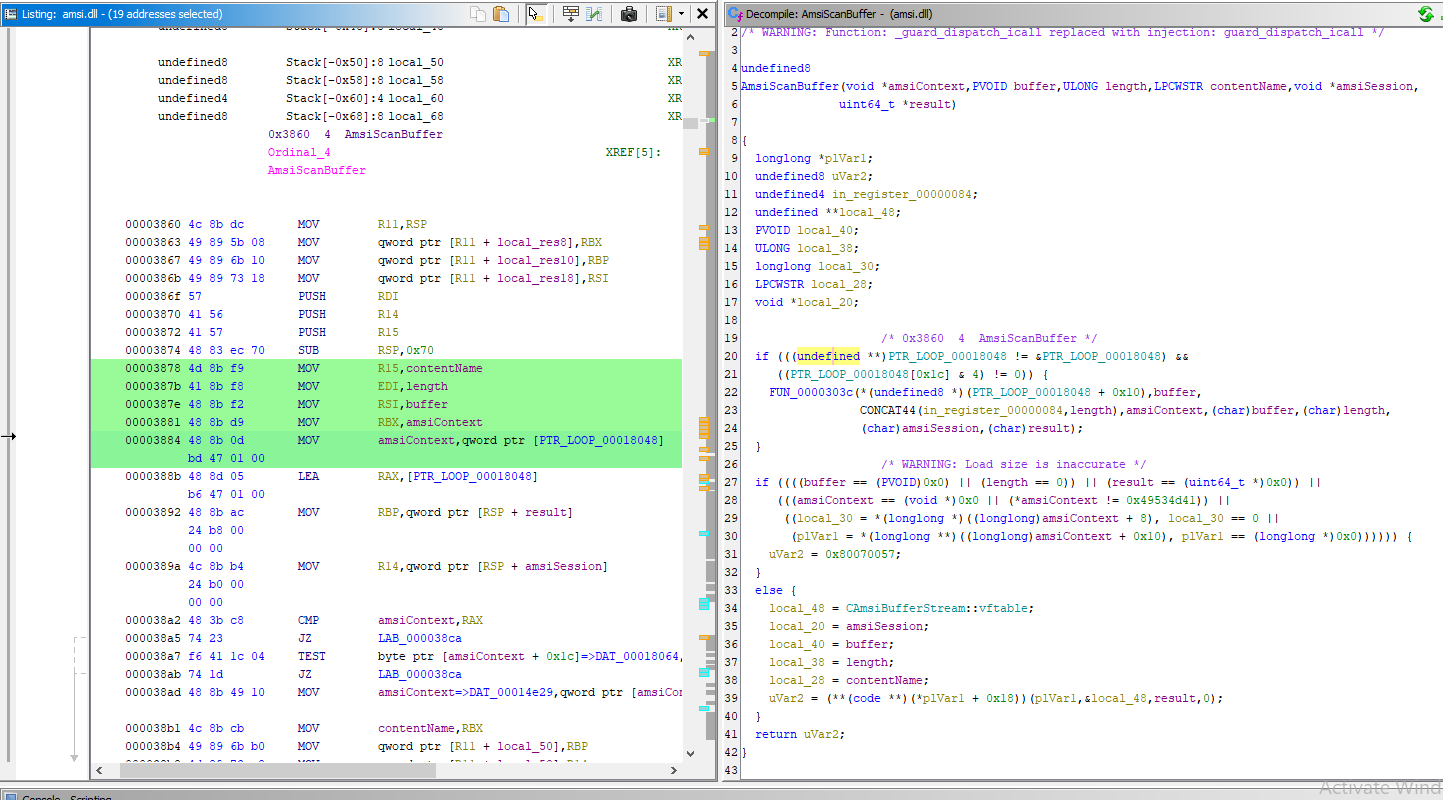 Listing: amsi.dll - (19 addresses selected)
undefined8 Stack[-0x50]:8 local_50 XR
undefined8 Stack[-0x58]:8 local_58 XR
undefined4 Stack[-0x60]:4 local_60 XR
undefined8 Stack[-0x68]:8 local_68 XR
0x3860 4 AmsiScanBuffer
Ordinal_4 XREF[5]:
AmsiScanBuffer
00003860 4c 8b dc MOV R11,RSP
00003863 49 89 5b 08 MOV qword ptr [R11 + local_res8],RBX
00003867 49 89 6b 10 MOV qword ptr [R11 + local_res10],RBP
0000386b 49 89 73 18 MOV qword ptr [R11 + local_res18],RSI
0000386f 57 PUSH RDI
00003870 41 56 PUSH R14
00003872 41 57 PUSH R15
00003874 48 83 ec 70 SUB RSP,0x70
00003878 4d 8b f9 MOV R15,contentName
0000387b 41 8b f8 MOV EDI,length
0000387e 48 8b f2 MOV RSI,buffer
00003881 48 8b d9 MOV RBX,amsiContext
00003884 48 8b 0d MOV amsiContext,qword ptr [PTR_LOOP_00018048]
bd 47 01 00
0000388b 48 8d 05 LEA RAX,[PTR_LOOP_00018048]
b6 47 01 00
00003892 48 8b ac MOV RBP,qword ptr [RSP + result]
24 b8 00
00 00
0000389a 4c 8b b4 MOV R14,qword ptr [RSP + amsiSession]
24 b0 00
00 00
000038a2 48 3b c8 CMP amsiContext,RAX
000038a5 74 23 JZ LAB_000038ca
000038a7 f6 41 1c 04 TEST byte ptr [amsiContext + 0x1c]=>DAT_00018064,
000038ab 74 1d JZ LAB_000038ca
000038ad 48 8b 49 10 MOV amsiContext=>DAT_00014e29,qword ptr [amsiCor
000038b1 4c 8b cb MOV contentName,RBX
000038b4 49 89 6b b0 MOV qword ptr [R11 + local_50],RBP
Decompile: AmsiScanBuffer - (amsi.dll)
2 /* WARNING: Function: _guard_dispatch_icall replaced with injection: guard_dispatch_icall */
3
4 undefined8
5 AmsiScanBuffer(void *amsiContext,PVOID buffer,ULONG length,LPCWSTR contentName,void *amsiSession,
6 uint64_t *result)
7
8 {
9 longlong *plVar1;
10 undefined8 uVar2;
11 undefined4 in_register_00000084;
12 undefined **local_48;
13 PVOID local_40;
14 ULONG local_38;
15 longlong local_30;
16 LPCWSTR local_28;
17 void *local_20;
18
19 /* 0x3860 4 AmsiScanBuffer */
20 if (((undefined **)PTR_LOOP_00018048 != &PTR_LOOP_00018048) &&
21 ((PTR_LOOP_00018048[0x1c] & 4) != 0)) {
22 FUN_0000303c(*(undefined8 *)(PTR_LOOP_00018048 + 0x10),buffer,
23 CONCAT44(in_register_00000084,length),amsiContext,(char)buffer,(char)length,
24 (char)amsiSession,(char)result);
25 }
26 /* WARNING: Load size is inaccurate */
27 if ((((buffer == (PVOID)0x0) || (length == 0)) || (result == (uint64_t *)0x0)) ||
28 (((amsiContext == (void *)0x0 || (*amsiContext != 0x49534d41)) ||
29 ((local_30 = *(longlong *)((longlong)amsiContext + 8), local_30 == 0 ||
30 (plVar1 = *(longlong **)((longlong)amsiContext + 0x10), plVar1 == (longlong *)0x0)))))) {
31 uVar2 = 0x80070057;
32 }
33 else {
34 local_48 = CAmsiBufferStream::vftable;
35 local_20 = amsiSession;
36 local_40 = buffer;
37 local_38 = length;
38 local_28 = contentName;
39 uVar2 = (**(code **)(*plVar1 + 0x18))(plVar1,&local_48,result,0);
40 }
41 return uVar2;
42 }
43
Activate Wind
Console - Scripting